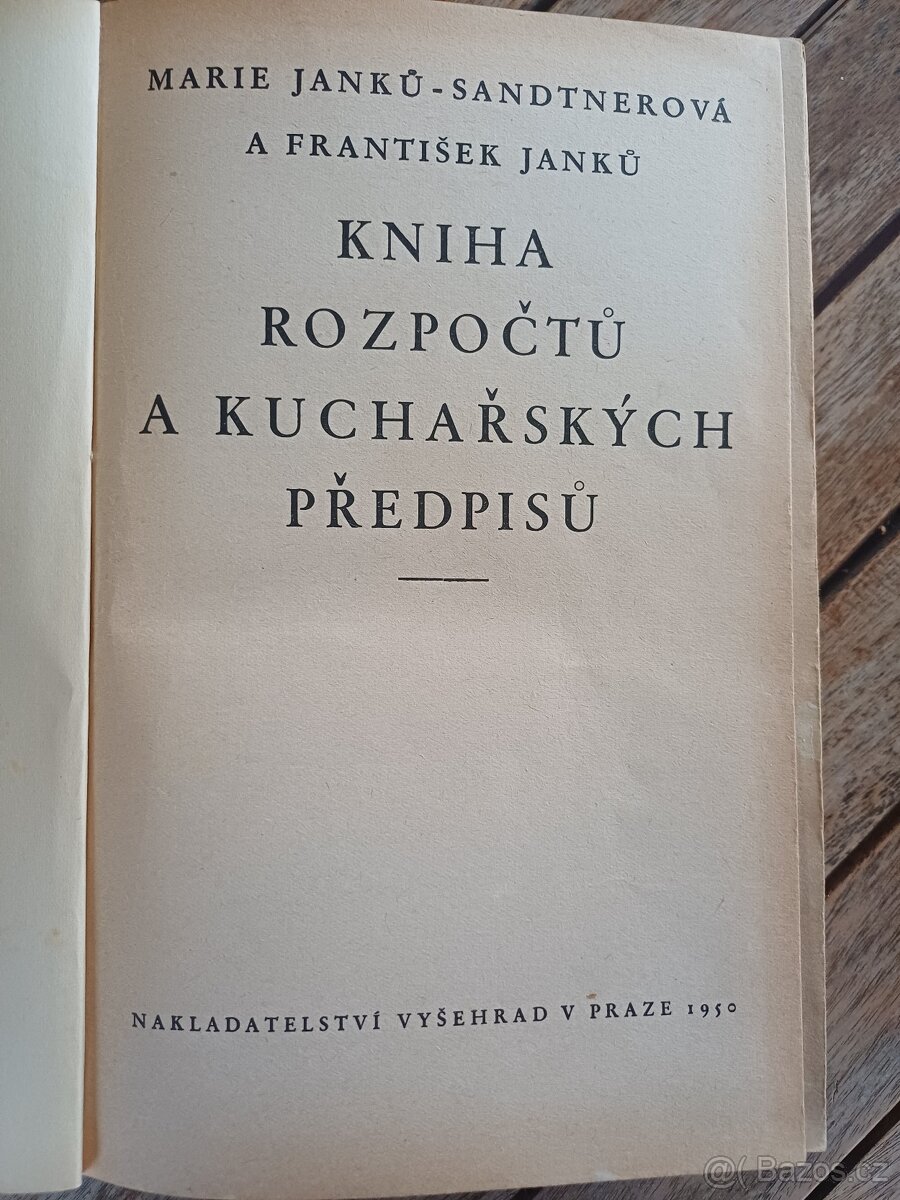 MARIE JANKŮ-SANDTNEROVÁ
A FRANTIŠEK JANKŮ
KNIHA
ROZPOČTŮ
A KUCHAŘSKÝCH
PŘEDPISŮ
NAKLADATELSTVÍ VYŠEHRAD V PRAZE 1950
@( Bazos.cz